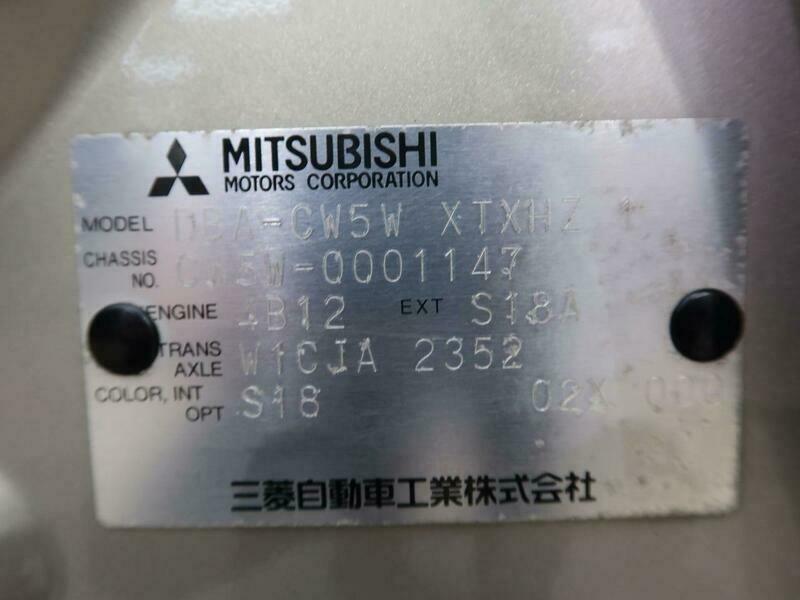 MITSUBISHI
MOTORS CORPORATION
MODEL DBA-CW5W XTXHZ
CHASSIS NO. CW5W-0001147
ENGINE 4B12 EXT S18A
TRANS AXLE W1CJA 2352
COLOR, INT OPT S18 02X 000
三菱自動車工業株式会社